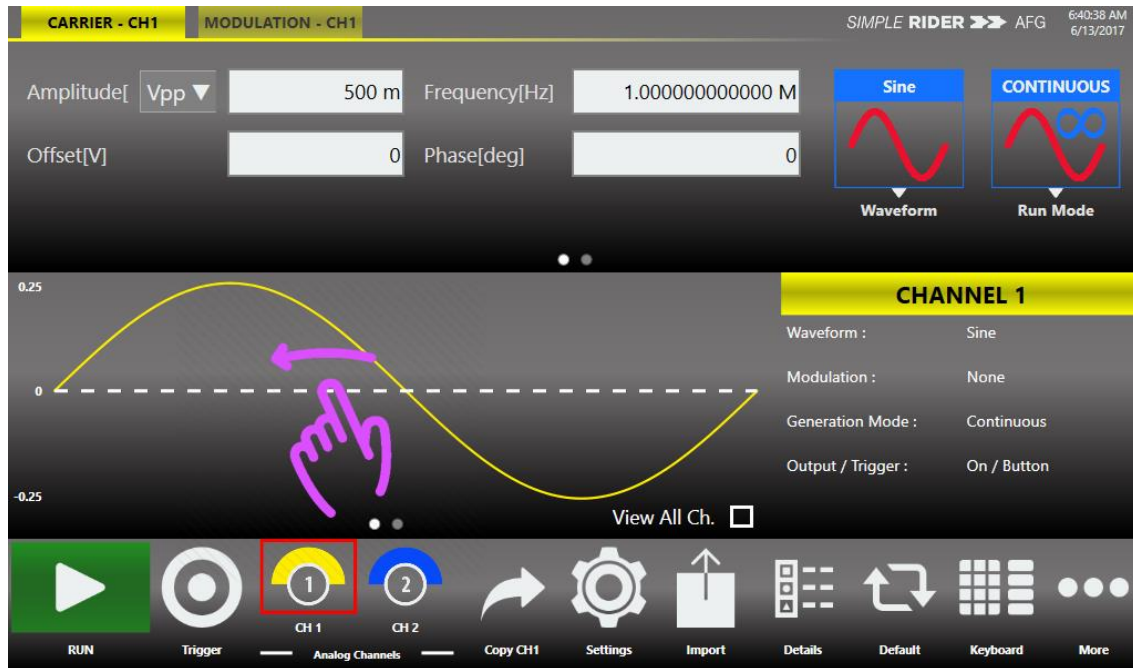 CARRIER - CH1 MODULATION - CH1 SIMPLE RIDER AFG 6:40:38 AM
6/13/2017
Amplitude[ Vpp ▼ 500 m Frequency[Hz] 1.000000000000 M Sine CONTINUOUS
Offset[V] 0 Phase[deg] 0
Waveform Run Mode
0.25 CHANNEL 1
Waveform : Sine
Modulation : None
0
Generation Mode : Continuous
Output / Trigger : On / Button
-0.25
View All Ch.
1 2
CH 1 CH 2
RUN Trigger Analog Channels Copy CH1 Settings Import Details Default Keyboard More